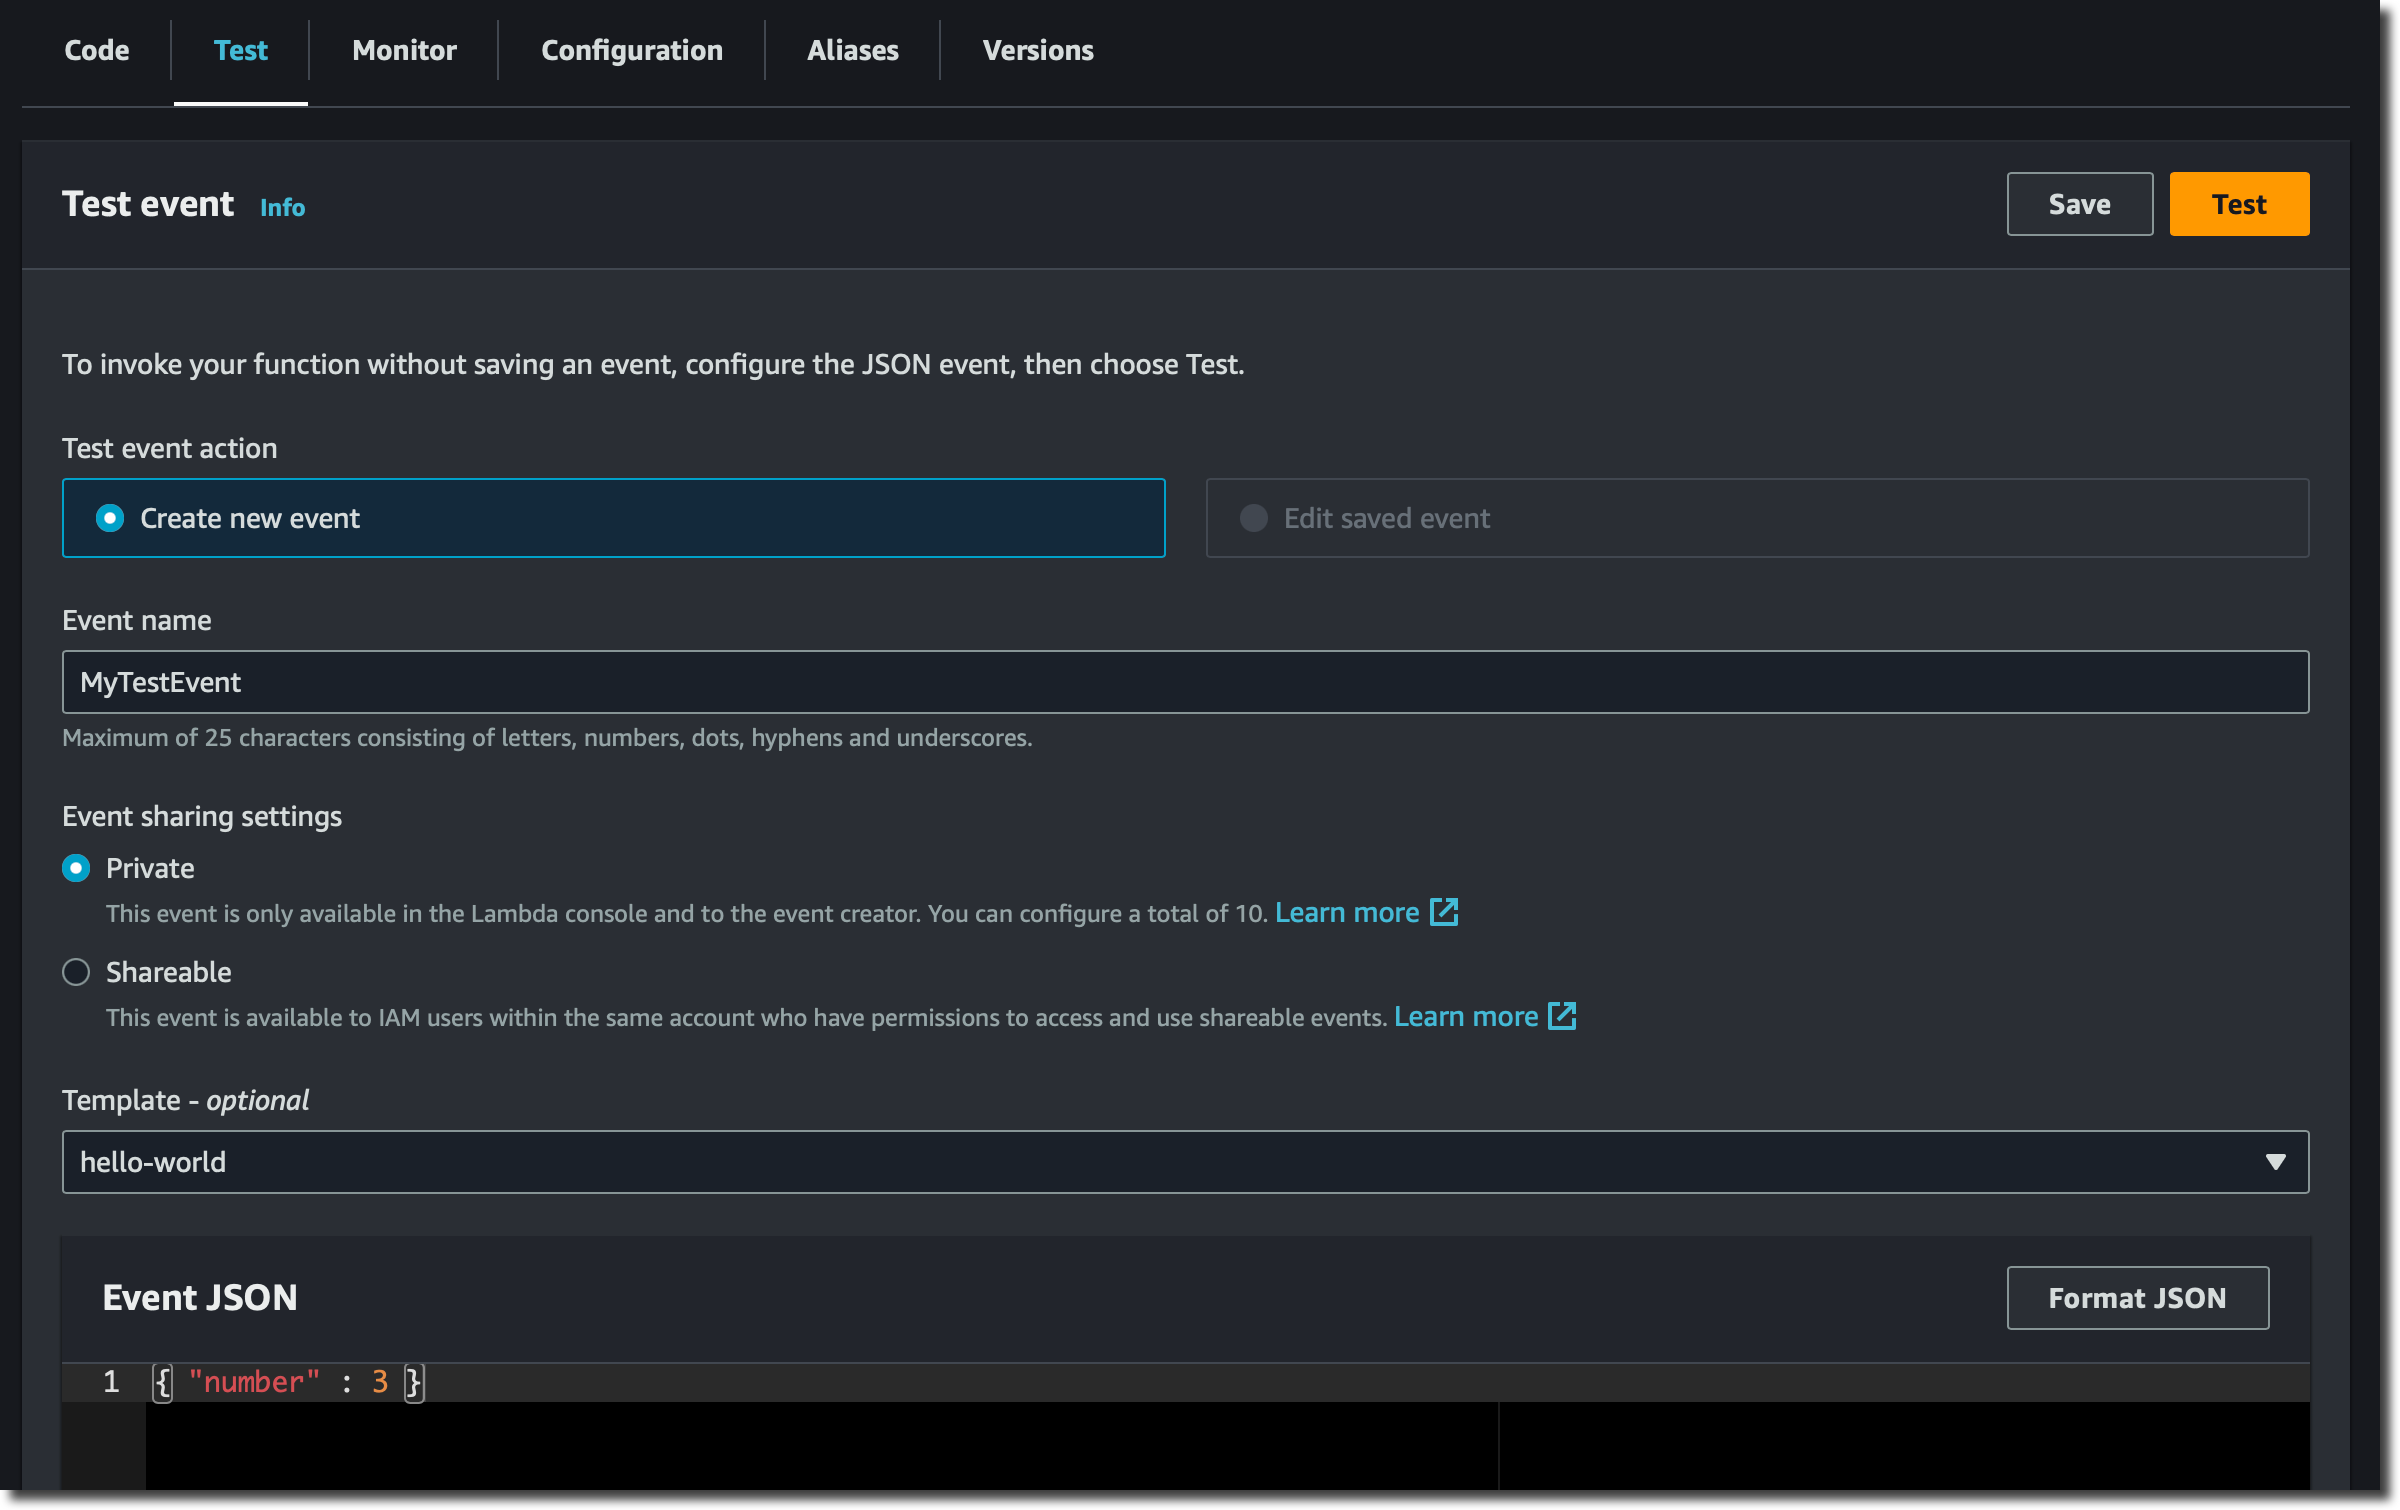 Code Test Monitor Configuration Aliases Versions
Test event Info Save Test
To invoke your function without saving an event, configure the JSON event, then choose Test.
Test event action
Create new event Edit saved event
Event name
MyTestEvent
Maximum of 25 characters consisting of letters, numbers, dots, hyphens and underscores.
Event sharing settings
Private
This event is only available in the Lambda console and to the event creator. You can configure a total of 10. Learn more
Shareable
This event is available to IAM users within the same account who have permissions to access and use shareable events. Learn more
Template - optional
hello-world
Event JSON Format JSON
1 { "number" : 3 }